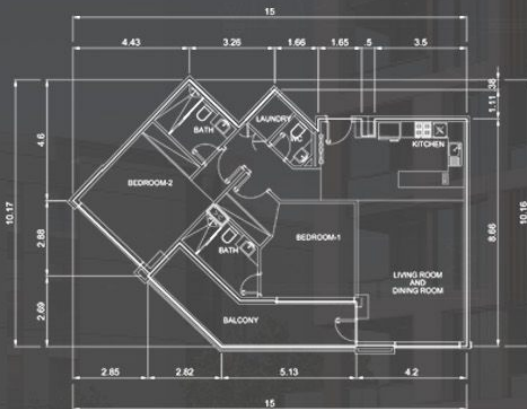 15
4.43 3.26 1.66 1.65 .5 3.5
.38
1.11
4.6
10.17
2.88
2.69
8.66
10.16
BATH
LAUNDRY
WC
KITCHEN
BEDROOM-2
BATH
BEDROOM-1
LIVING ROOM
AND
DINING ROOM
BALCONY
2.85 2.82 5.13 4.2
15